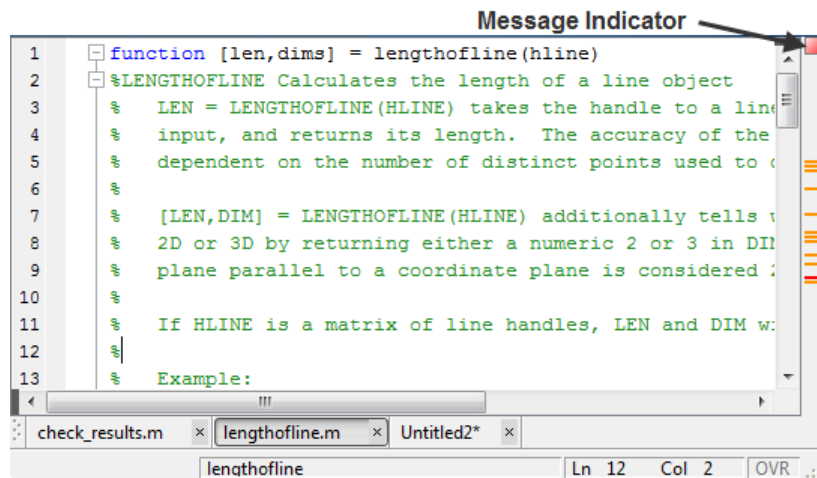 Message Indicator
1 function [len,dims] = lengthofline(hline)
2 %LENGTHOFLINE Calculates the length of a line object
3 % LEN = LENGTHOFLINE(HLINE) takes the handle to a line
4 % input, and returns its length. The accuracy of the
5 % dependent on the number of distinct points used to
6 %
7 % [LEN,DIM] = LENGTHOFLINE(HLINE) additionally tells
8 % 2D or 3D by returning either a numeric 2 or 3 in DIM
9 % plane parallel to a coordinate plane is considered
10 %
11 % If HLINE is a matrix of line handles, LEN and DIM
12 %
13 % Example:
check_results.m × lengthofline.m × Untitled2* ×
lengthofline Ln 12 Col 2 OVR